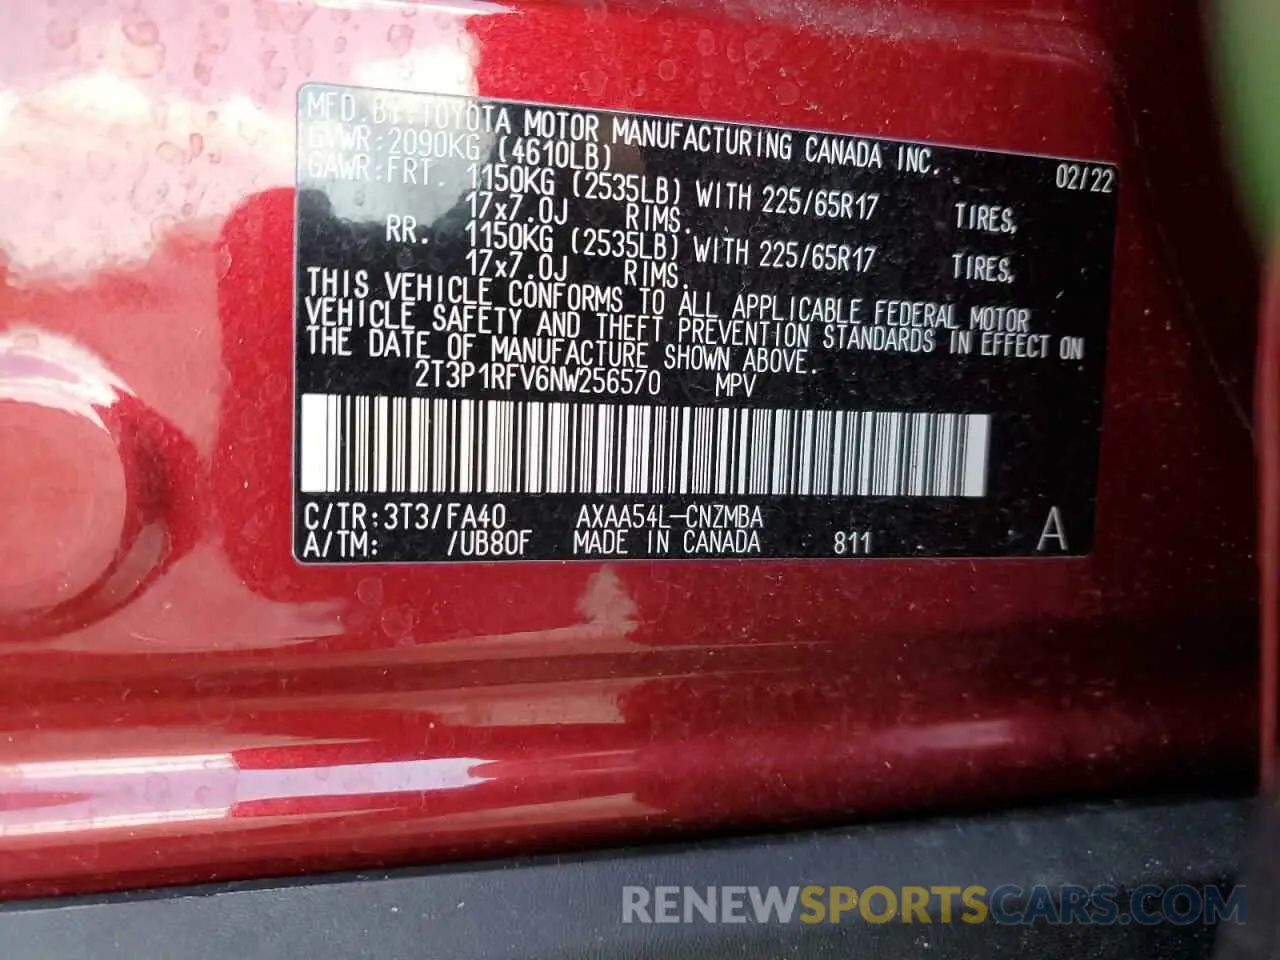 MFD. BY: TOYOTA MOTOR MANUFACTURING CANADA INC. 02/22
GVWR: 2090KG (4610LB)
GAWR: FRT. 1150KG (2535LB) WITH 225/65R17 TIRES,
17x7.0J RIMS.
RR. 1150KG (2535LB) WITH 225/65R17 TIRES,
17x7.0J RIMS.
THIS VEHICLE CONFORMS TO ALL APPLICABLE FEDERAL MOTOR
VEHICLE SAFETY AND THEFT PREVENTION STANDARDS IN EFFECT ON
THE DATE OF MANUFACTURE SHOWN ABOVE.
2T3P1RFV6NW256570 MPV
C/TR: 3T3/FA40 AXAA54L-CNZMBA
A/TM: /UB80F MADE IN CANADA 811 A
RENEWSPORTSCARS.COM